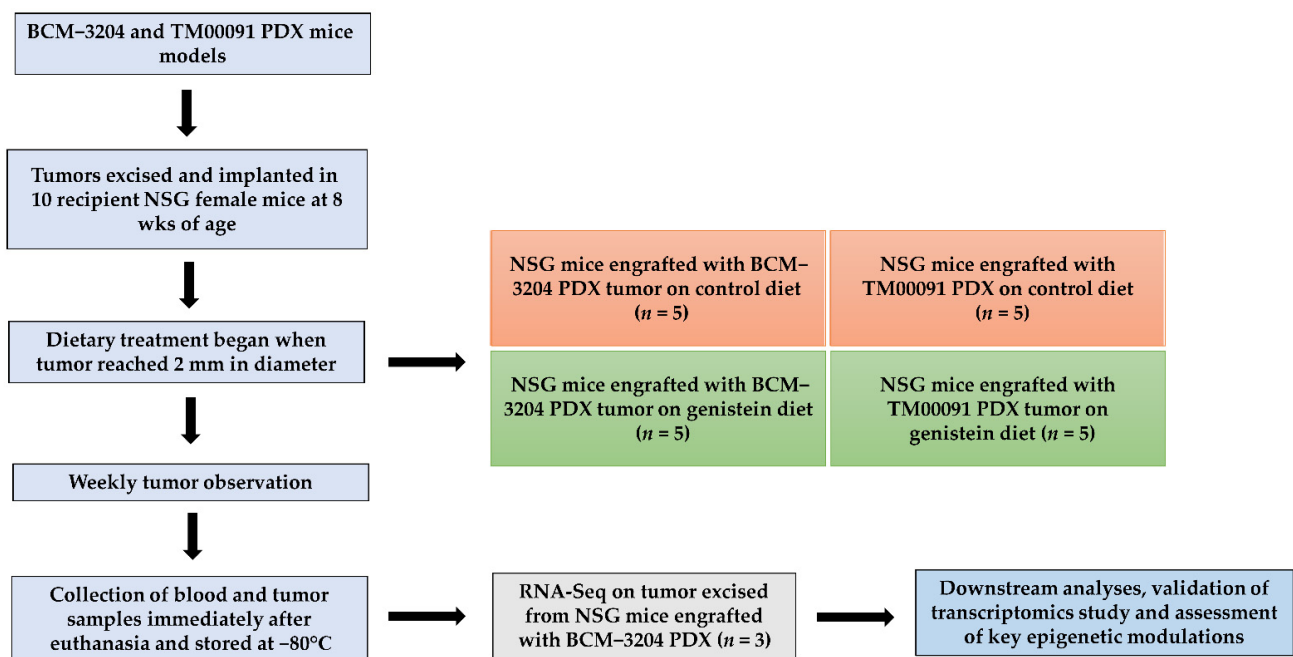 BCM–3204 and TM00091 PDX mice
models
Tumors excised and implanted in
10 recipient NSG female mice at 8
wks of age
Dietary treatment began when
tumor reached 2 mm in diameter
NSG mice engrafted with BCM–
3204 PDX tumor on control diet
(n = 5)
NSG mice engrafted with
TM00091 PDX on control diet
(n = 5)
NSG mice engrafted with BCM–
3204 PDX tumor on genistein diet
(n = 5)
NSG mice engrafted with
TM00091 PDX tumor on
genistein diet (n = 5)
Weekly tumor observation
Collection of blood and tumor
samples immediately after
euthanasia and stored at –80°C
RNA-Seq on tumor excised
from NSG mice engrafted
with BCM–3204 PDX (n = 3)
Downstream analyses, validation of
transcriptomics study and assessment
of key epigenetic modulations